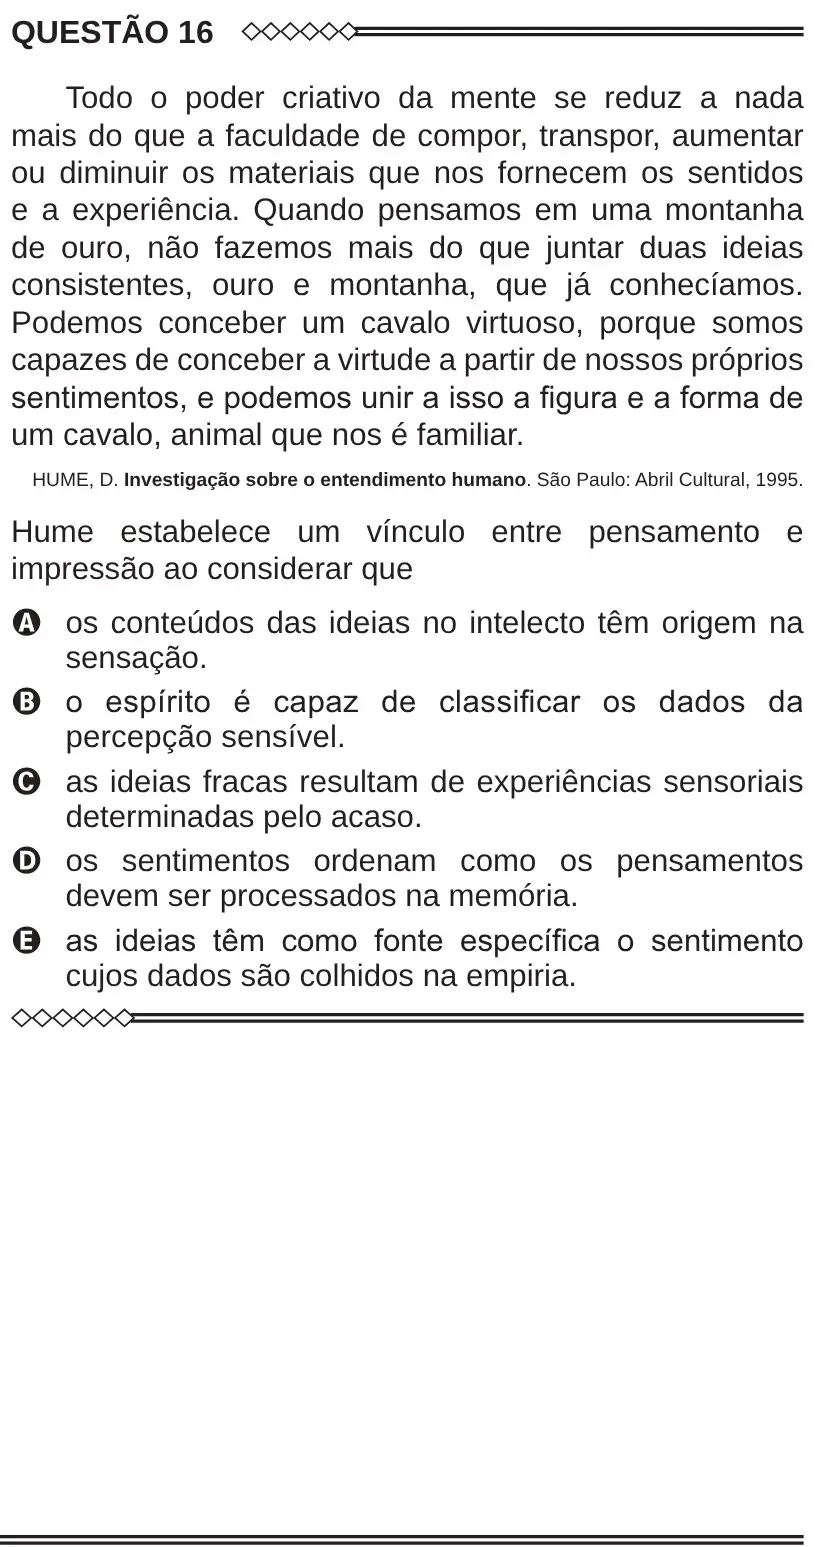 QUESTÃO 16
Todo o poder criativo da mente se reduz a nada
mais do que a faculdade de compor, transpor, aumentar
ou diminuir os materiais que nos fornecem os sentidos
e a experiência. Quando pensamos em uma montanha
de ouro, não fazemos mais do que juntar duas ideias
consistentes, ouro e montanha, que já conhecíamos.
Podemos conceber um cavalo virtuoso, porque somos
capazes de conceber a virtude a partir de nossos próprios
sentimentos, e podemos unir a isso a figura e a forma de
um cavalo, animal que nos é familiar.
HUME, D. Investigação sobre o entendimento humano. São Paulo: Abril Cultural, 1995.
Hume estabelece um vínculo entre pensamento e
impressão ao considerar que
A os conteúdos das ideias no intelecto têm origem na
sensação.
B o espírito é capaz de classificar os dados da
percepção sensível.
C as ideias fracas resultam de experiências sensoriais
determinadas pelo acaso.
D os sentimentos ordenam como os pensamentos
devem ser processados na memória.
E as ideias têm como fonte específica o sentimento
cujos dados são colhidos na empiria.